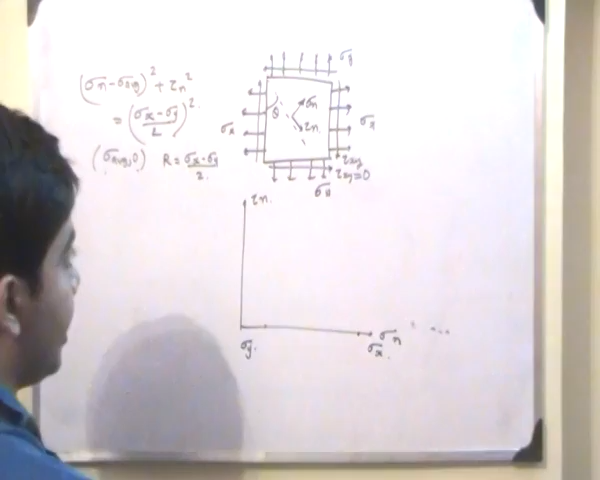 (σn-σavg)² + τn²
= (σx-σy/2)²
(σavg,0) R = σx-σy/2
σy
σn
θ
τn
σx
σx
τxy
τxy=0
σy
τn.
σn
σy.
σx.